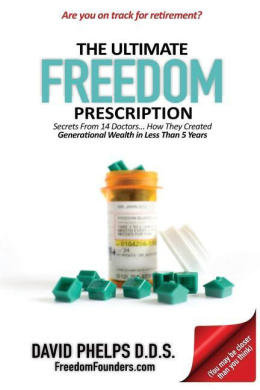 Are you on track for retirement?
THE ULTIMATE
FREEDOM
PRESCRIPTION
Secrets From 14 Doctors... How They Created
Generational Wealth in Less Than 5 Years
DAVID PHELPS D.D.S.
FreedomFounders.com
(You may be closer
than you think)